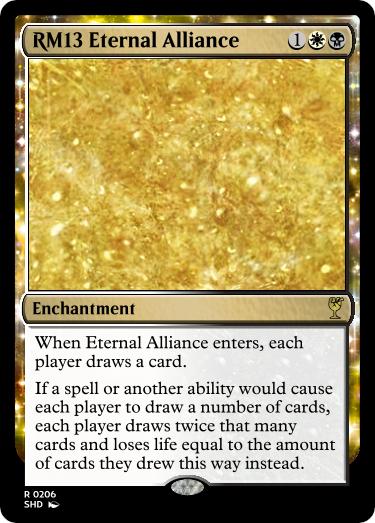 RM13 Eternal Alliance 1
Enchantment
When Eternal Alliance enters, each
player draws a card.
If a spell or another ability would cause
each player to draw a number of cards,
each player draws twice that many
cards and loses life equal to the amount
of cards they drew this way instead.
R 0206
SHD